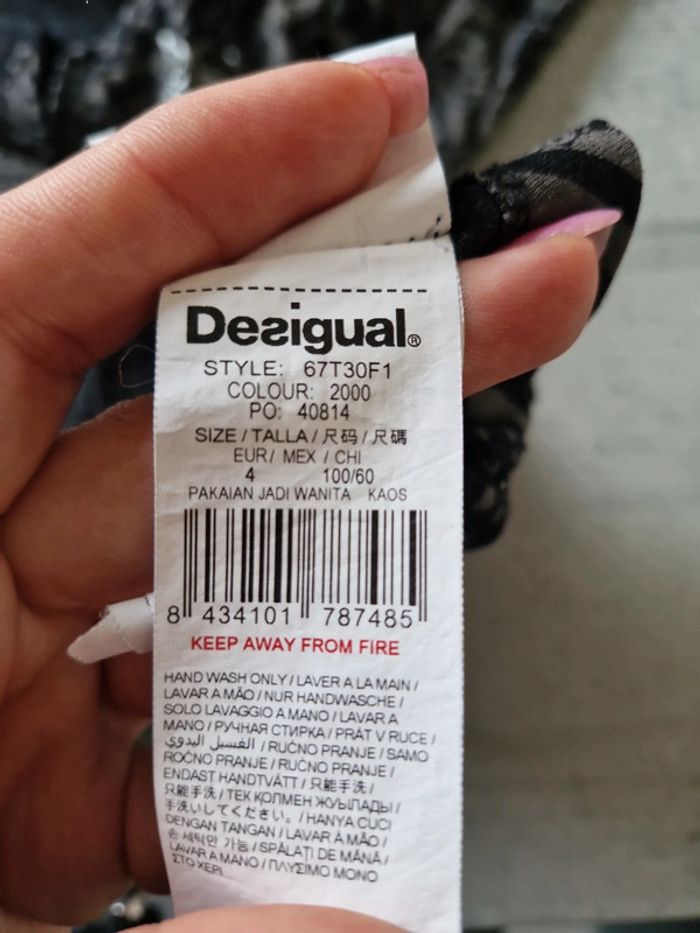 Desigual®
STYLE: 67T30F1
COLOUR: 2000
PO: 40814
SIZE / TALLA / 尺码 / 尺碼
EUR/ MEX / CHI
4 100/60
PAKAIAN JADI WANITA KAOS
8 434101 787485
KEEP AWAY FROM FIRE
HAND WASH ONLY / LAVER A LA MAIN /
LAVAR A MÃO / NUR HANDWASCHE /
SOLO LAVAGGIO A MANO / LAVAR A
MANO / РУЧНАЯ СТИРКА / PRÁT V RUCE /
الغسيل اليدوي / RUČNO PRANJE / SAMO
ROČNO PRANJE / RUČNO PRANJE /
ENDAST HANDTVÄTT / 只能手洗 /
只能手洗 / ТЕК ҚОЛМЕН ЖУЫЛАДЫ /
手洗いしてください。 / HANYA CUCI
DENGAN TANGAN / LAVAR À MÃO /
손 세탁만 가능 / SPĂLAȚI DE MÂNĂ /
LAVAR A MANO / ΠΛΥΣΙΜΟ ΜΟΝΟ
ΣΤΟ ΧΕΡΙ